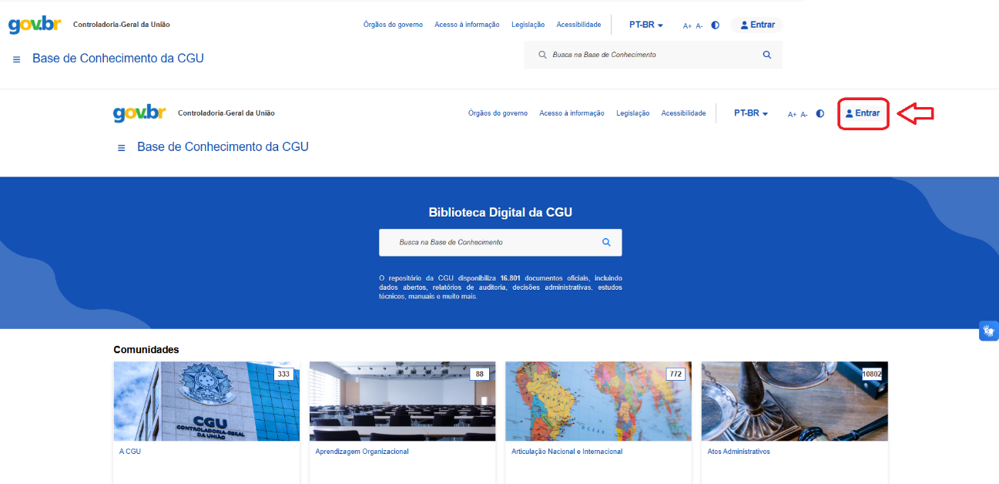 gov.br Controladoria-Geral da União Órgãos do governo Acesso à informação Legislação Acessibilidade PT-BR A+ A- Entrar
Base de Conhecimento da CGU Busca na Base de Conhecimento
gov.br Controladoria-Geral da União Órgãos do governo Acesso à informação Legislação Acessibilidade PT-BR A+ A- Entrar
Base de Conhecimento da CGU
Biblioteca Digital da CGU
Busca na Base de Conhecimento
O repositório da CGU disponibiliza 16.801 documentos oficiais, incluindo
dados abertos, relatórios de auditoria, decisões administrativas, estudos
técnicos, manuais e muito mais.
Comunidades
333 88 772 10802
CGU
CONTROLADORIA-GERAL
DA UNIÃO
OCEAN
A CGU Aprendizagem Organizacional Articulação Nacional e Internacional Atos Administrativos